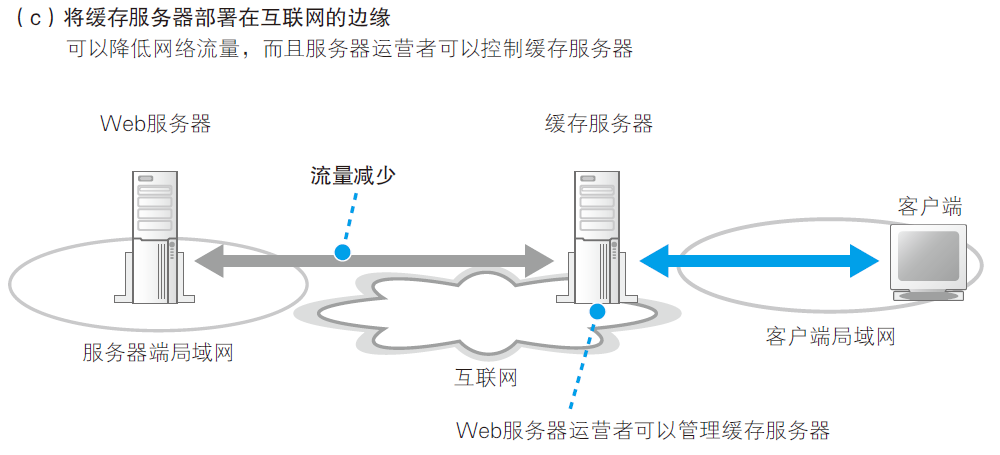 （c）将缓存服务器部署在互联网的边缘
可以降低网络流量，而且服务器运营者可以控制缓存服务器
Web服务器
缓存服务器
流量减少
客户端
服务器端局域网
客户端局域网
互联网
Web服务器运营者可以管理缓存服务器